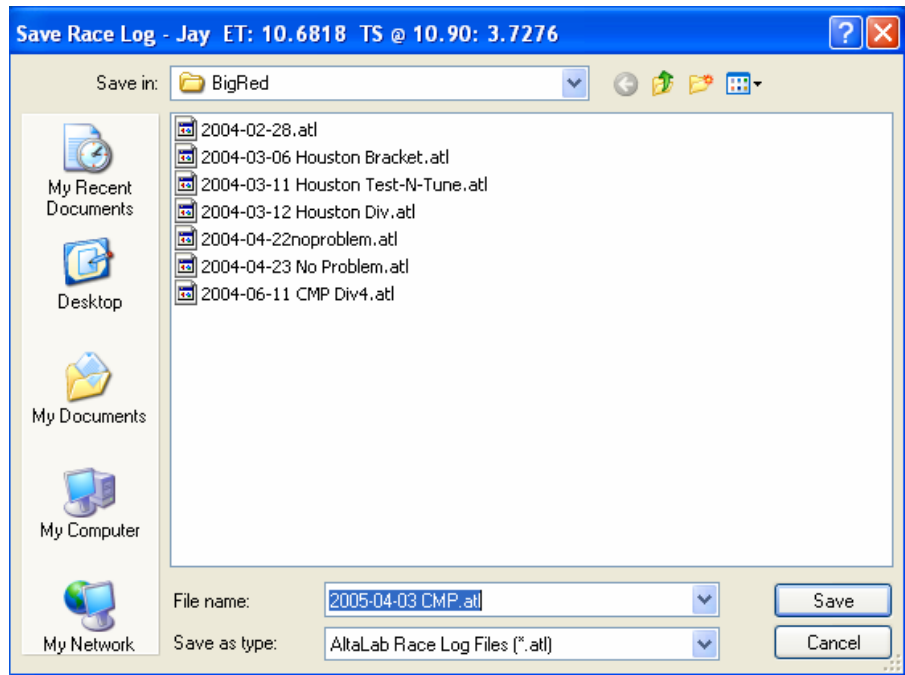 Save Race Log - Jay ET: 10.6818 TS @ 10.90: 3.7276
Save in: BigRed
2004-02-28.atl
2004-03-06 Houston Bracket.atl
2004-03-11 Houston Test-N-Tune.atl
2004-03-12 Houston Div.atl
2004-04-22noproblem.atl
2004-04-23 No Problem.atl
2004-06-11 CMP Div4.atl
My Recent
Documents
Desktop
My Documents
My Computer
My Network
File name: 2005-04-03 CMP.atl Save
Save as type: AltaLab Race Log Files (*.atl) Cancel